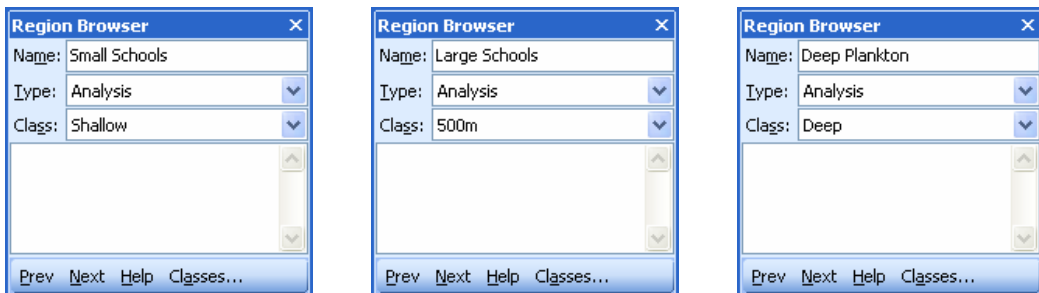 Region Browser
Name: Small Schools
Type: Analysis
Class: Shallow
Prev Next Help Classes...
Region Browser
Name: Large Schools
Type: Analysis
Class: 500m
Prev Next Help Classes...
Region Browser
Name: Deep Plankton
Type: Analysis
Class: Deep
Prev Next Help Classes...